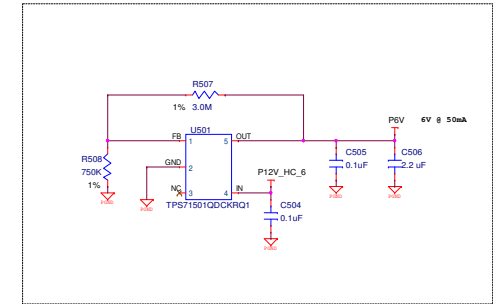 R507
1% 3.0M
U501
P6V 6V @ 50mA
FB 1 5 OUT
C505
0.1uF
C506
2.2 uF
R508
750K
1%
GND 2
P12V_HC_6
NC 3 4 IN
TPS71501QDCKRQ1
C504
0.1uF